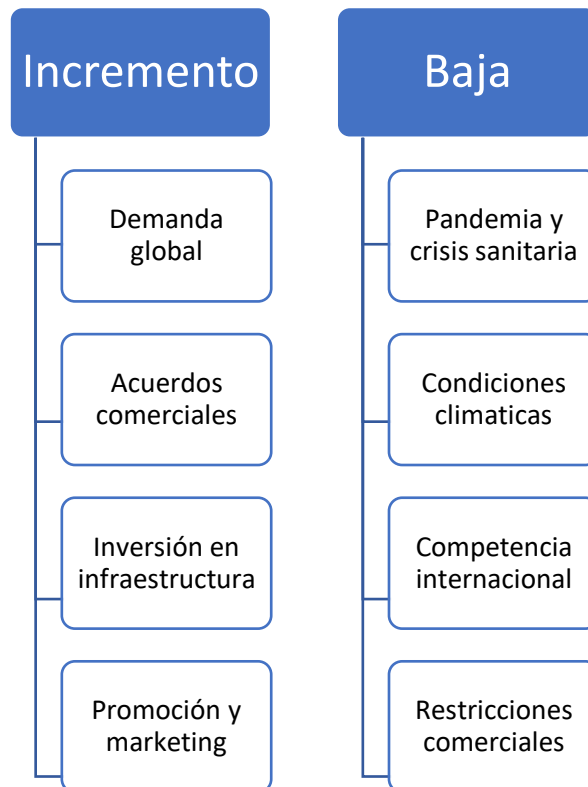 Incremento
Demanda
global
Acuerdos
comerciales
Inversión en
infraestructura
Promoción y
marketing
Baja
Pandemia y
crisis sanitaria
Condiciones
climaticas
Competencia
internacional
Restricciones
comerciales